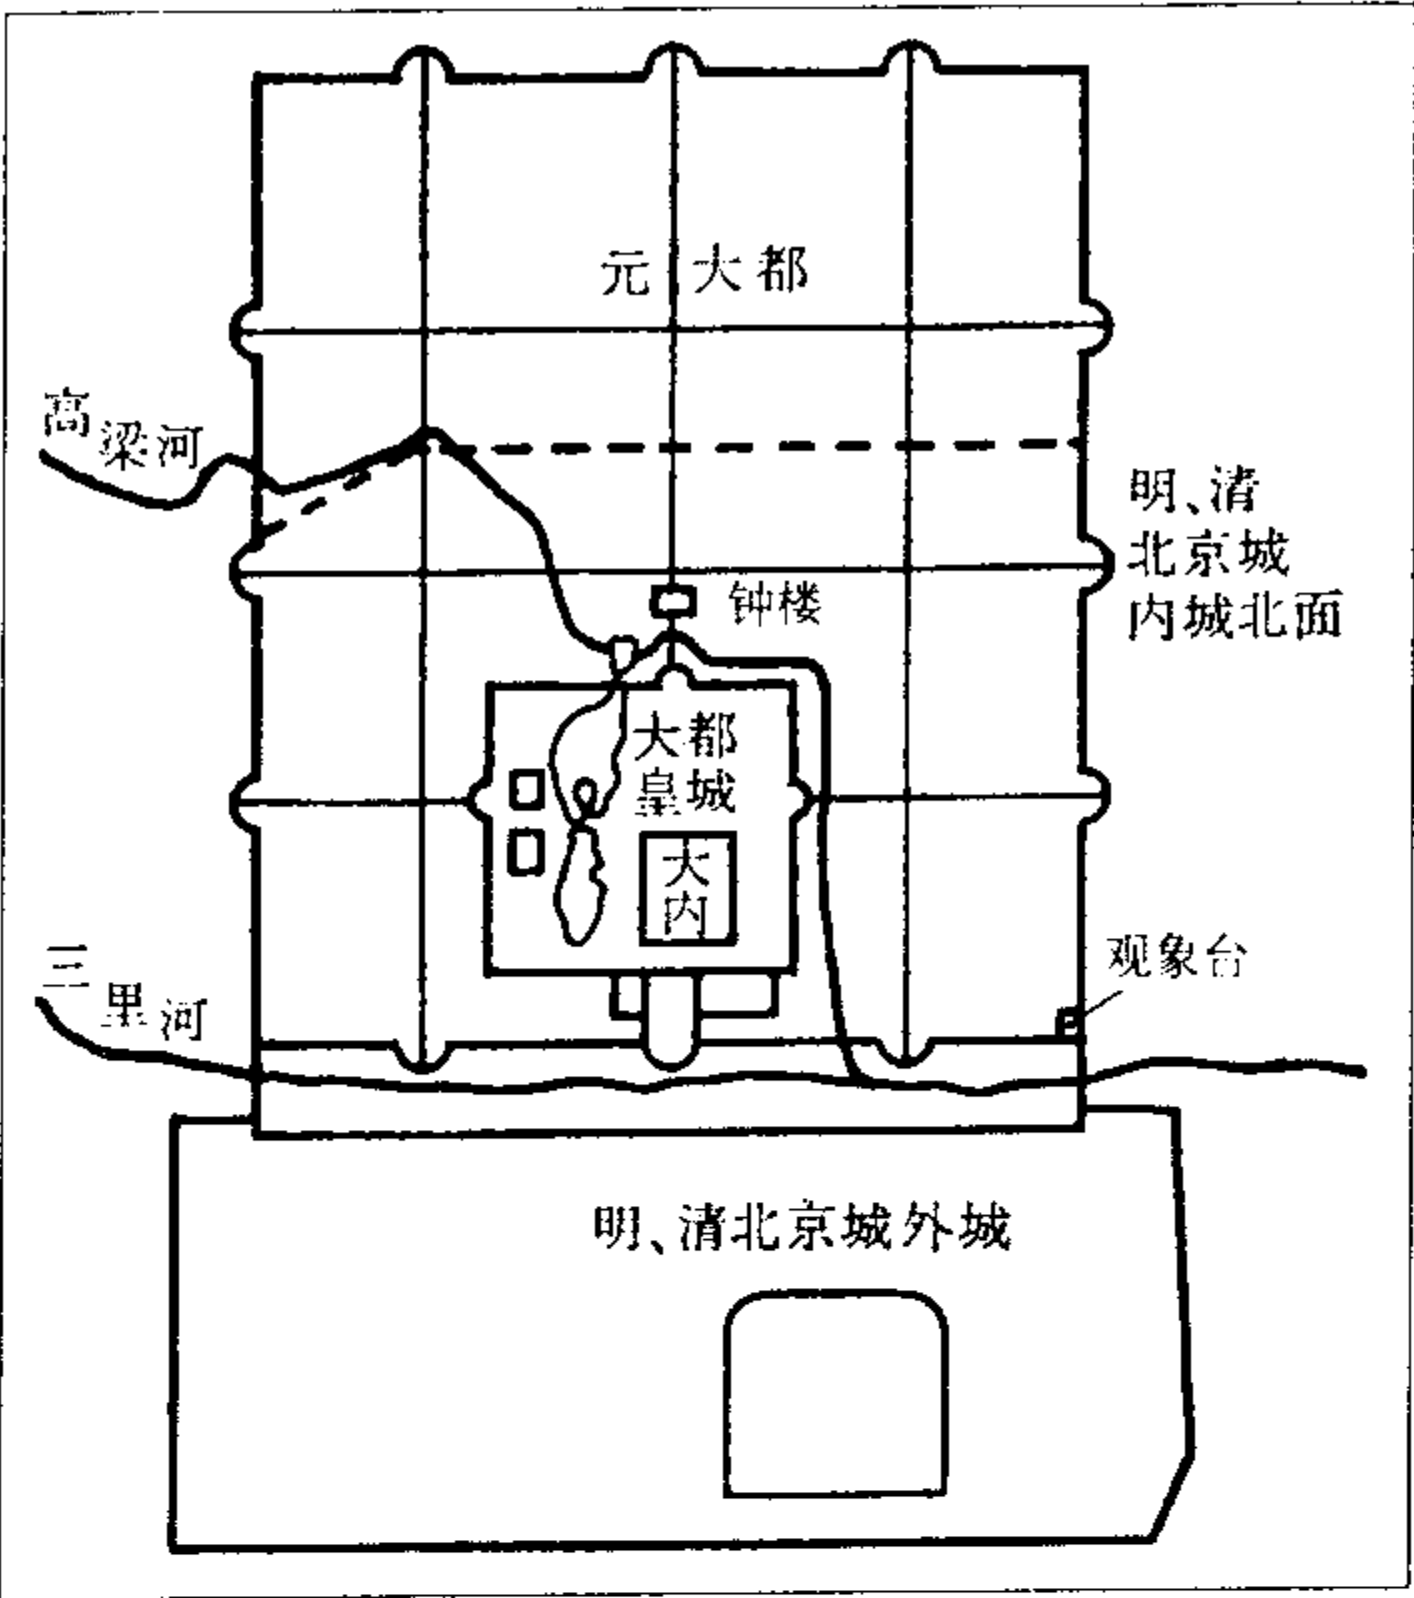 元大都
高梁河
明、清
北京城
内城北面
钟楼
大都
皇城
大
内
观象台
三里河
明、清北京城外城